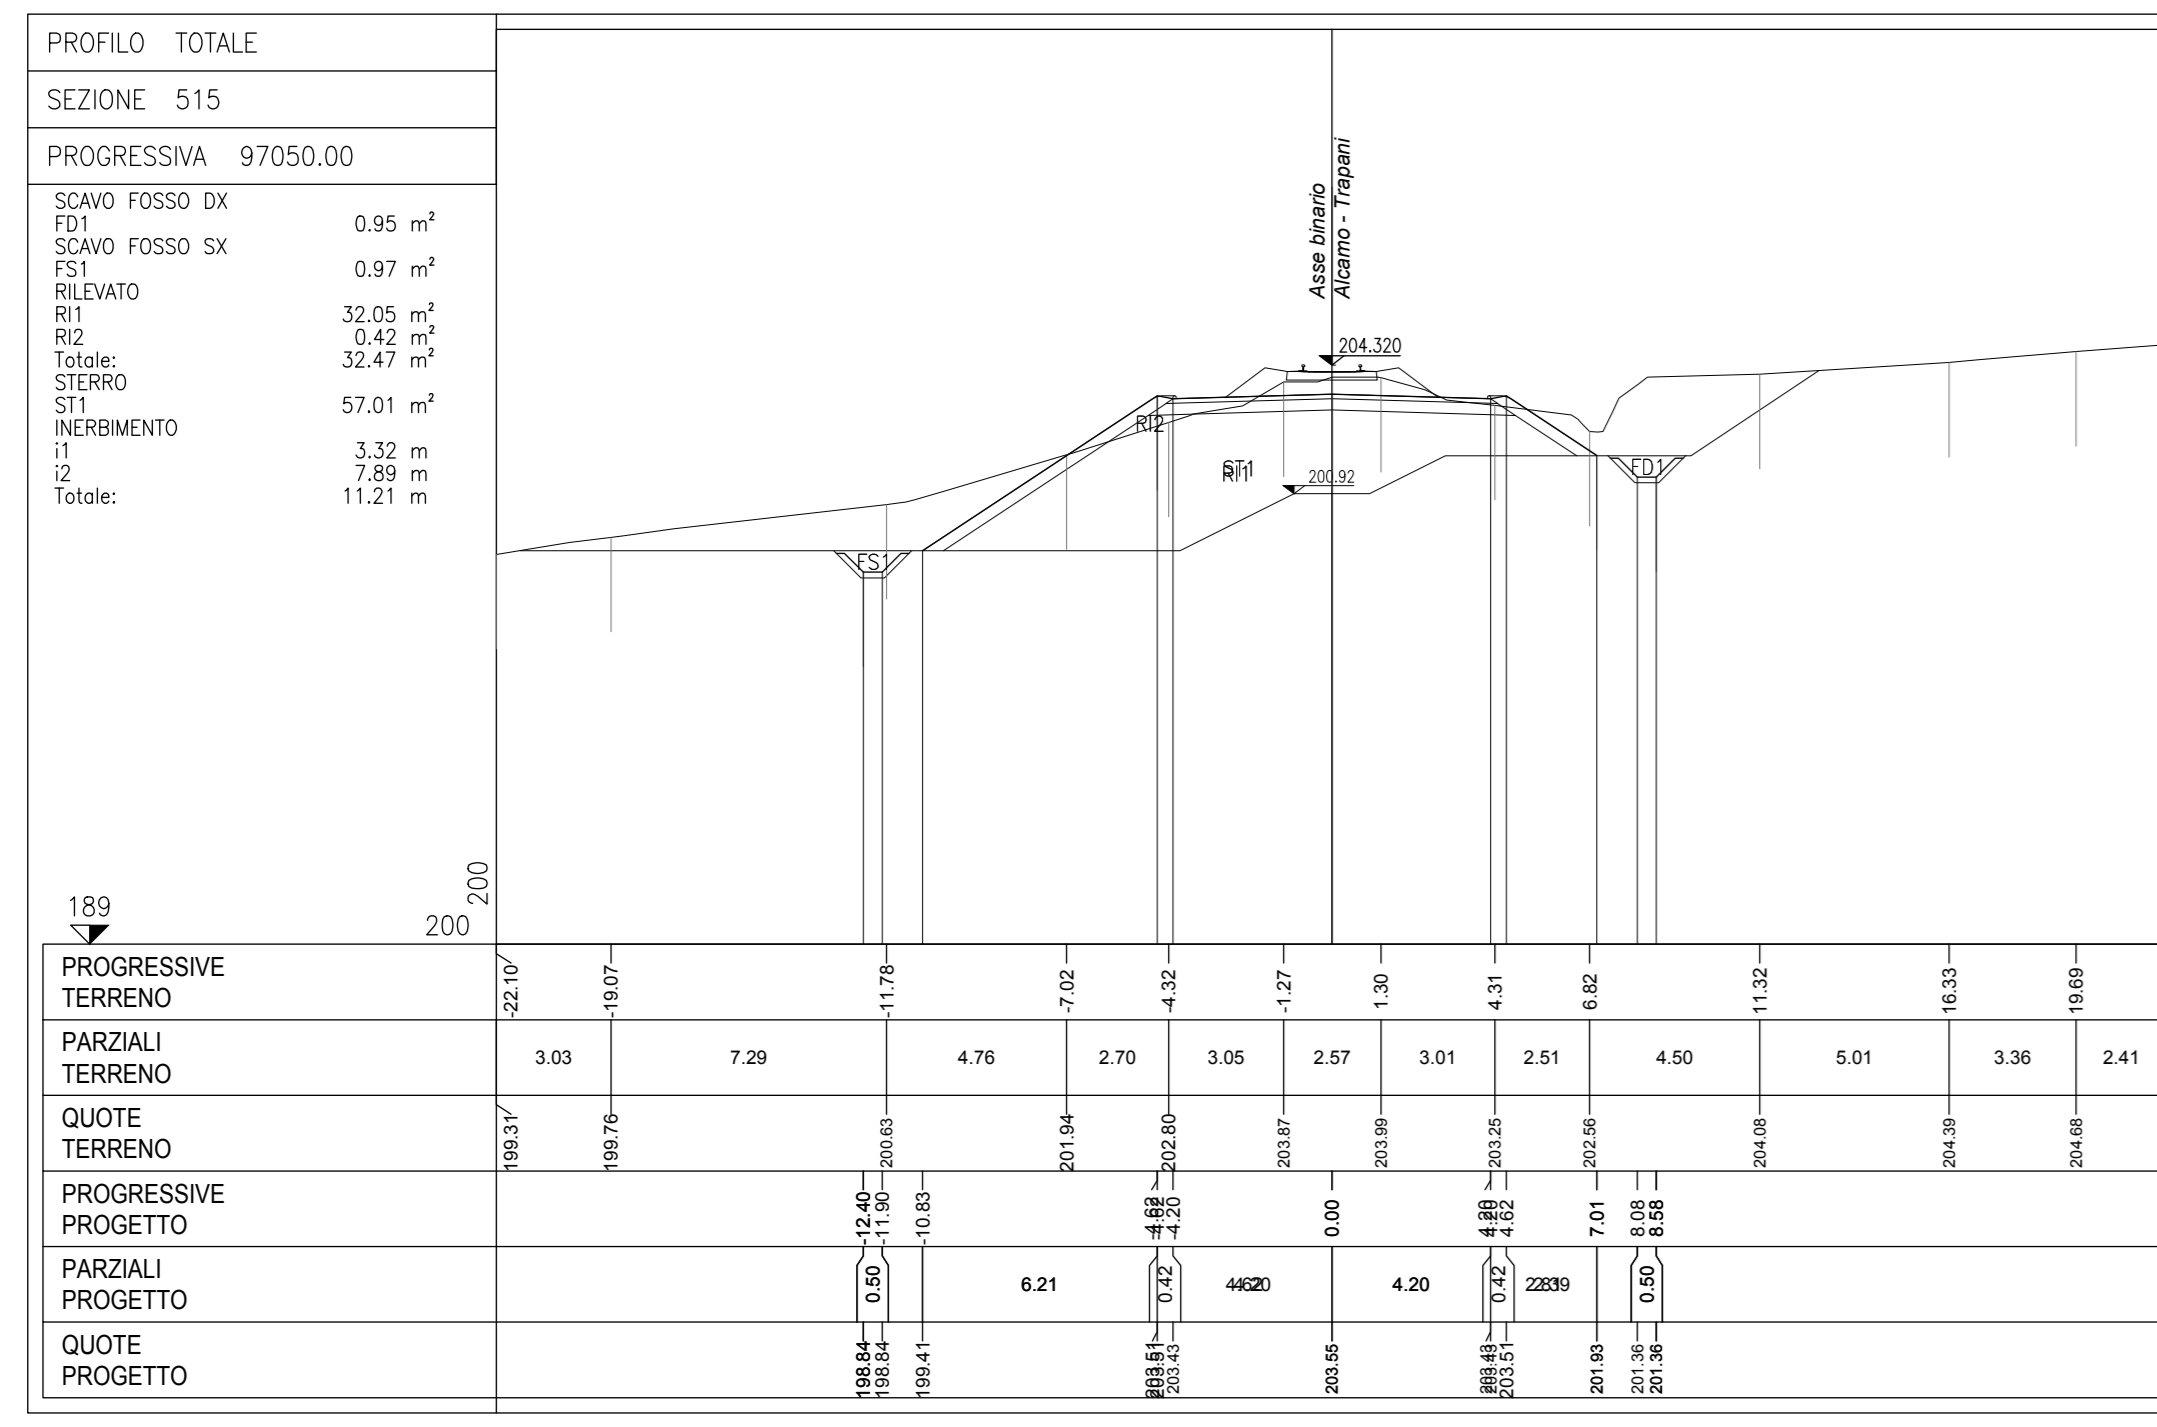 PROFILO TOTALE
SEZIONE 515
PROGRESSIVA 97050.00
SCAVO FOSSO DX
FD1 0.95 m²
SCAVO FOSSO SX
FS1 0.97 m²
RILEVATO
RI1 32.05 m²
RI2 0.42 m²
Totale: 32.47 m²
STERRO
ST1 57.01 m²
INERBIMENTO
i1 3.32 m
i2 7.89 m
Totale: 11.21 m
Asse binario
Alcamo - Trapani
204.320
RI2
ST1
RI1
200.92
FD1
FS1
200
189
200
PROGRESSIVE
TERRENO
-22.10 -19.07 -11.78 -7.02 -4.32 -1.27 1.30 4.31 6.82 11.32 16.33 19.69
PARZIALI
TERRENO
3.03 7.29 4.76 2.70 3.05 2.57 3.01 2.51 4.50 5.01 3.36 2.41
QUOTE
TERRENO
199.31 199.76 200.63 201.94 202.80 203.87 203.99 203.25 202.56 204.08 204.39 204.68
PROGRESSIVE
PROGETTO
-12.40 -11.90 -10.83 -4.62 -4.20 0.00 4.20 4.62 7.01 8.08 8.58
PARZIALI
PROGETTO
0.50 6.21 0.42 4.20 0.42 0.50
QUOTE
PROGETTO
198.84 198.84 199.41 203.51 203.43 203.55 203.43 203.51 201.93 201.36 201.36